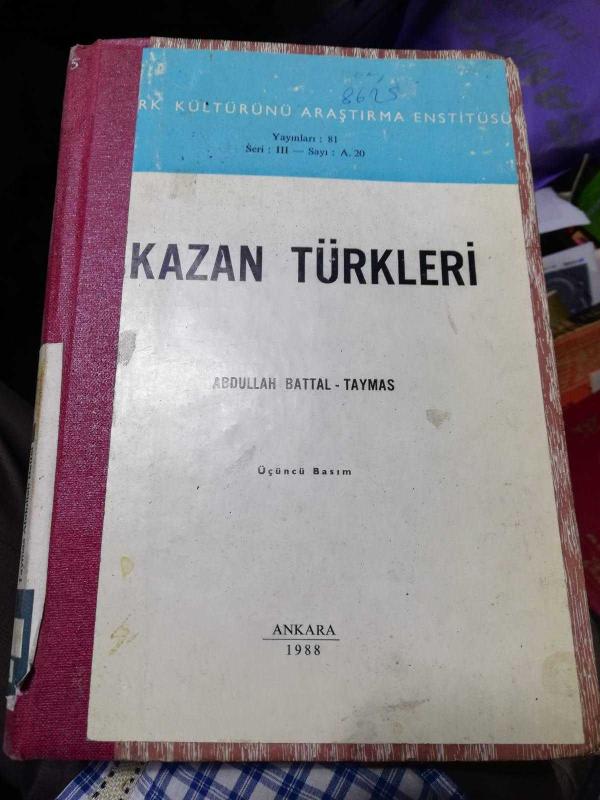 5
8625
RK KÜLTÜRÜNÜ ARAŞTIRMA ENSTİTÜSÜ
Yayınları : 81
Seri : III — Sayı : A. 20
KAZAN TÜRKLERİ
ABDULLAH BATTAL - TAYMAS
Üçüncü Basım
ANKARA
1988